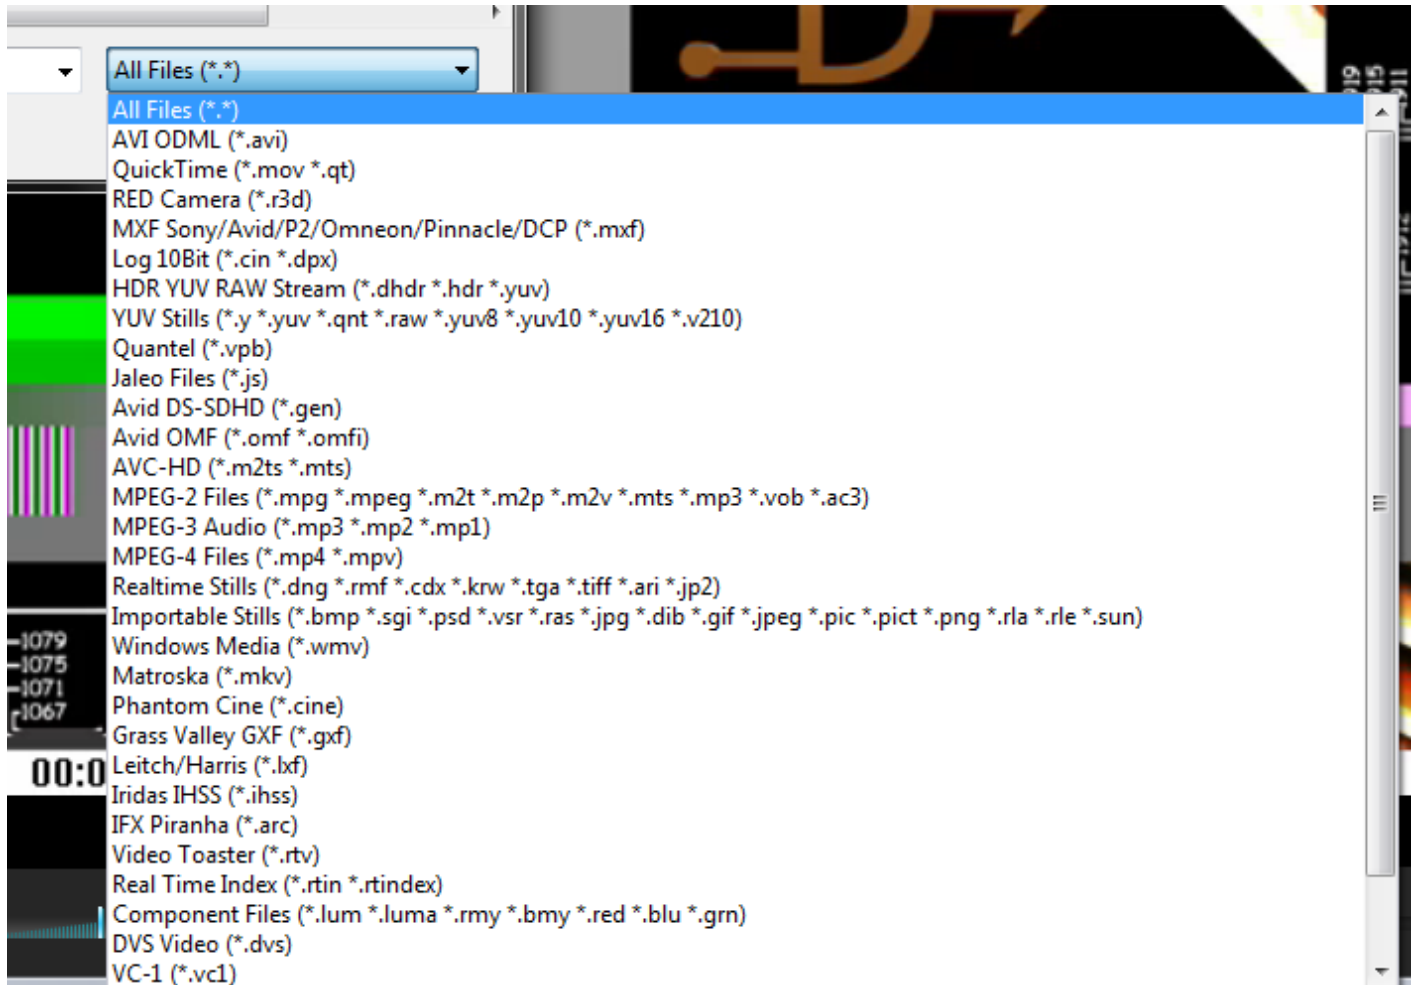 All Files (*.*)
All Files (*.*)
AVI ODML (*.avi)
QuickTime (*.mov *.qt)
RED Camera (*.r3d)
MXF Sony/Avid/P2/Omneon/Pinnacle/DCP (*.mxf)
Log 10Bit (*.cin *.dpx)
HDR YUV RAW Stream (*.dhdr *.hdr *.yuv)
YUV Stills (*.y *.yuv *.qnt *.raw *.yuv8 *.yuv10 *.yuv16 *.v210)
Quantel (*.vpb)
Jaleo Files (*.js)
Avid DS-SDHD (*.gen)
Avid OMF (*.omf *.omfi)
AVC-HD (*.m2ts *.mts)
MPEG-2 Files (*.mpg *.mpeg *.m2t *.m2p *.m2v *.mts *.mp3 *.vob *.ac3)
MPEG-3 Audio (*.mp3 *.mp2 *.mp1)
MPEG-4 Files (*.mp4 *.mpv)
Realtime Stills (*.dng *.rmf *.cdx *.krw *.tga *.tiff *.ari *.jp2)
Importable Stills (*.bmp *.sgi *.psd *.vsr *.ras *.jpg *.dib *.gif *.jpeg *.pic *.pict *.png *.rla *.rle *.sun)
Windows Media (*.wmv)
Matroska (*.mkv)
Phantom Cine (*.cine)
Grass Valley GXF (*.gxf)
Leitch/Harris (*.lxf)
Iridas IHSS (*.ihss)
IFX Piranha (*.arc)
Video Toaster (*.rtv)
Real Time Index (*.rtin *.rtindex)
Component Files (*.lum *.luma *.rmy *.bmy *.red *.blu *.grn)
DVS Video (*.dvs)
VC-1 (*.vc1)
1079
1075
1071
1067
00:0
1919
1915
1911
1912